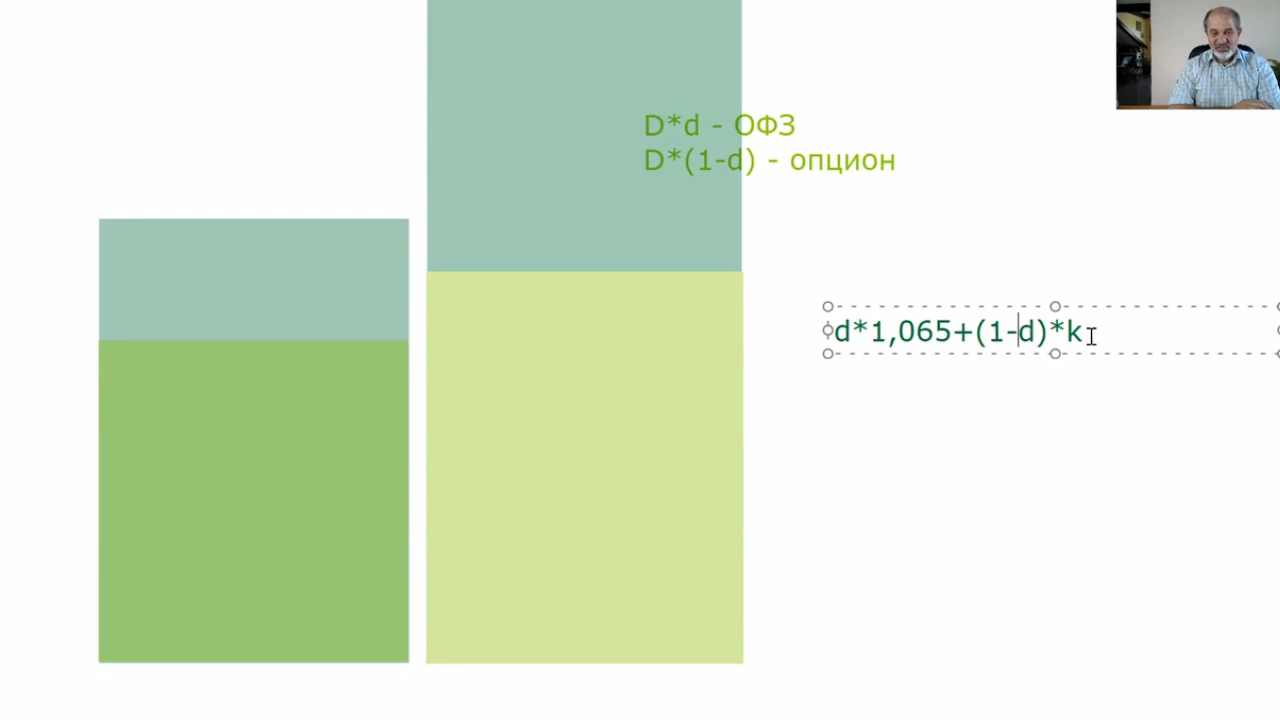 D*d - ОФЗ
D*(1-d) - опцион
d*1,065+(1-d)*k